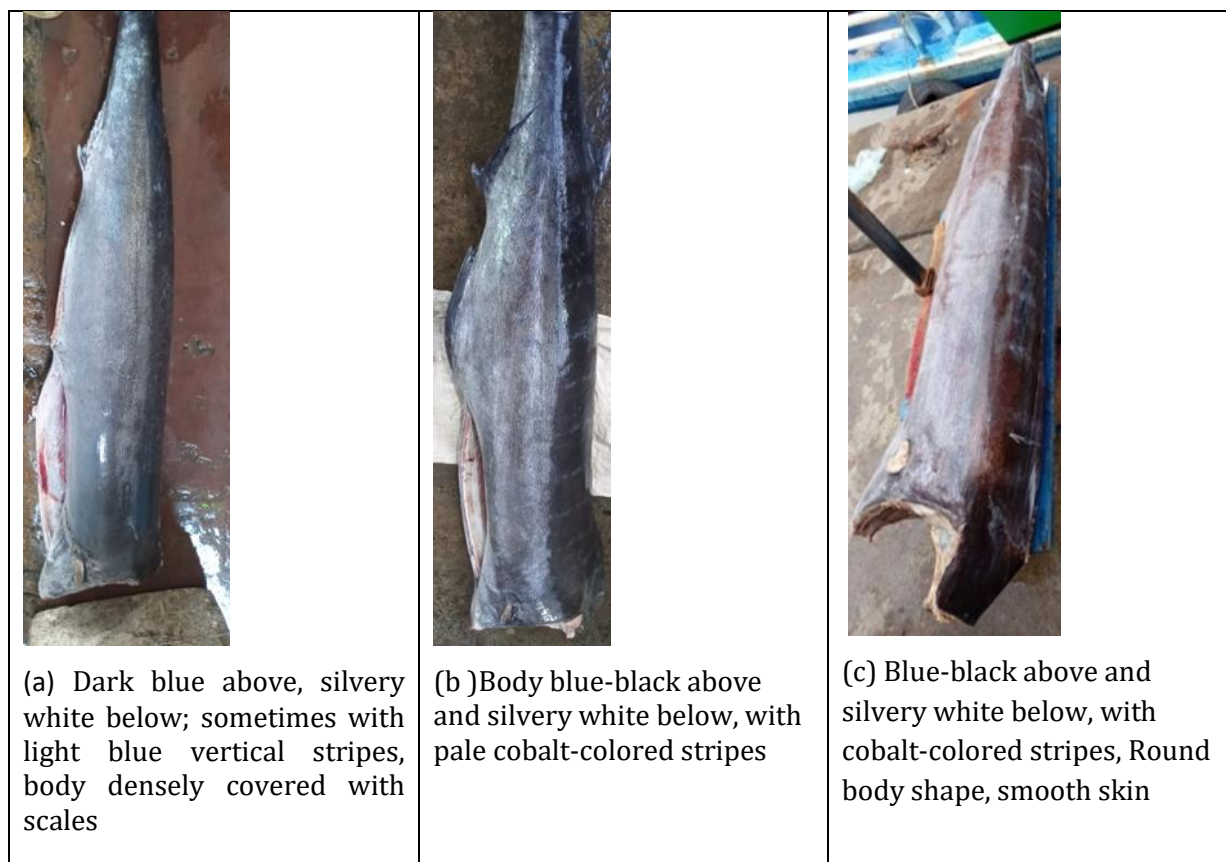 (a) Dark blue above, silvery
white below; sometimes with
light blue vertical stripes,
body densely covered with
scales
(b )Body blue-black above
and silvery white below, with
pale cobalt-colored stripes
(c) Blue-black above and
silvery white below, with
cobalt-colored stripes, Round
body shape, smooth skin